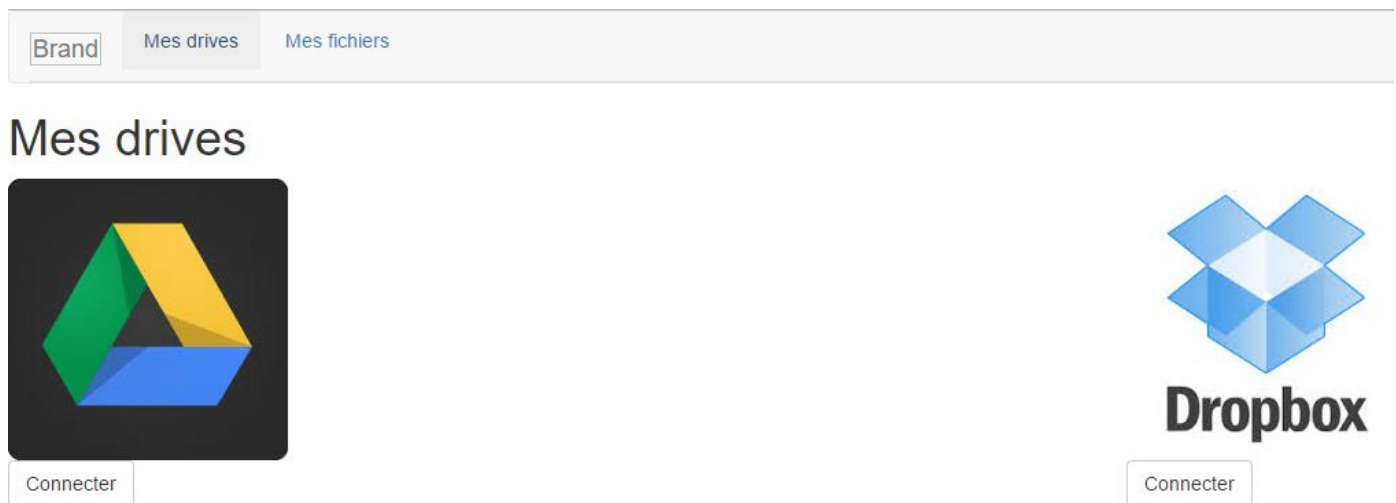 Brand Mes drives Mes fichiers
Mes drives
Dropbox
Connecter Connecter